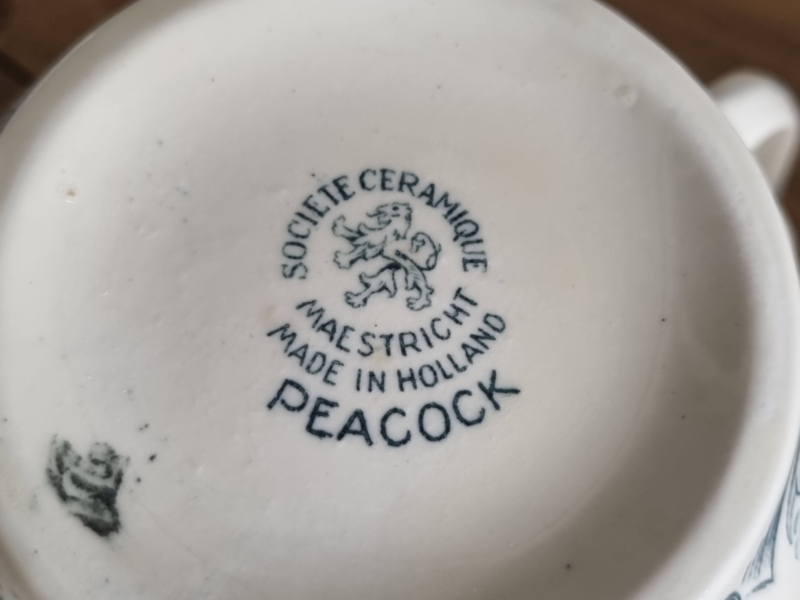 SOCIETE CERAMIQUE
MAESTRICHT
MADE IN HOLLAND
PEACOCK